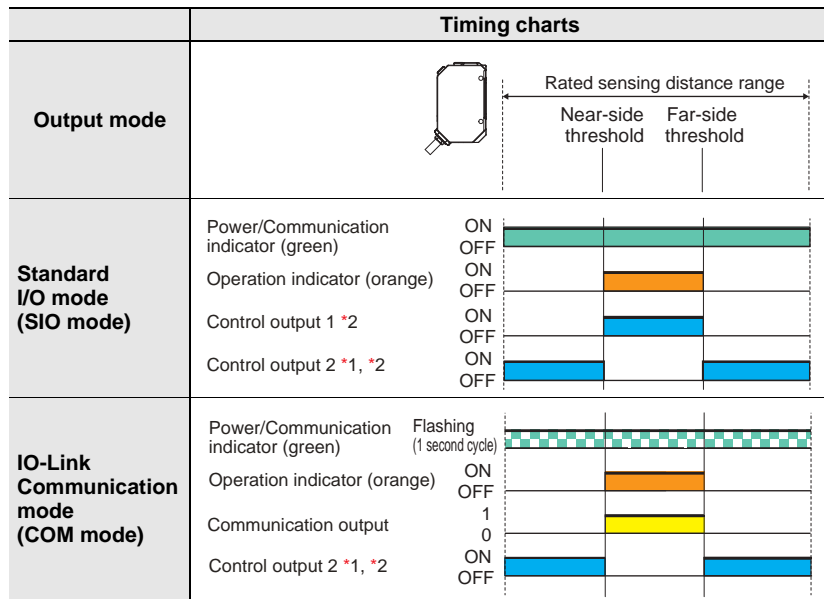 Timing charts
Output mode
Rated sensing distance range
Near-side threshold
Far-side threshold
Standard
I/O mode
(SIO mode)
Power/Communication
indicator (green)
ON
OFF
Operation indicator (orange)
ON
OFF
Control output 1 *2
ON
OFF
Control output 2 *1, *2
ON
OFF
IO-Link
Communication
mode
(COM mode)
Power/Communication
indicator (green)
Flashing
(1 second cycle)
Operation indicator (orange)
ON
OFF
Communication output
1
0
Control output 2 *1, *2
ON
OFF